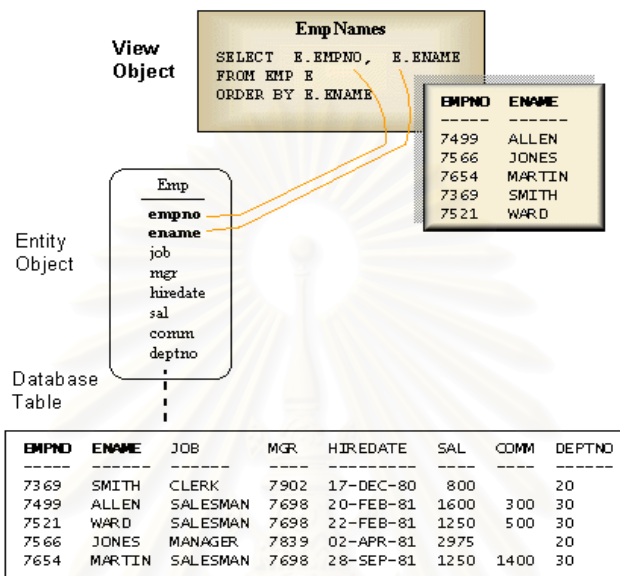 Emp Names
View
Object
SELECT E.EMPNO, E.ENAME
FROM EMP E
ORDER BY E.ENAME
EMPNO ENAME
----- ------
7499 ALLEN
7566 JONES
7654 MARTIN
7369 SMITH
7521 WARD
Emp
empno
ename
job
mgr
hiredate
sal
comm
deptno
Entity
Object
Database
Table
EMPNO ENAME JOB MGR HIREDATE SAL COMM DEPTNO
----- ------ ------ ---- --------- ---- ---- ------
7369 SMITH CLERK 7902 17-DEC-80 800 20
7499 ALLEN SALESMAN 7698 20-FEB-81 1600 300 30
7521 WARD SALESMAN 7698 22-FEB-81 1250 500 30
7566 JONES MANAGER 7839 02-APR-81 2975 20
7654 MARTIN SALESMAN 7698 28-SEP-81 1250 1400 30